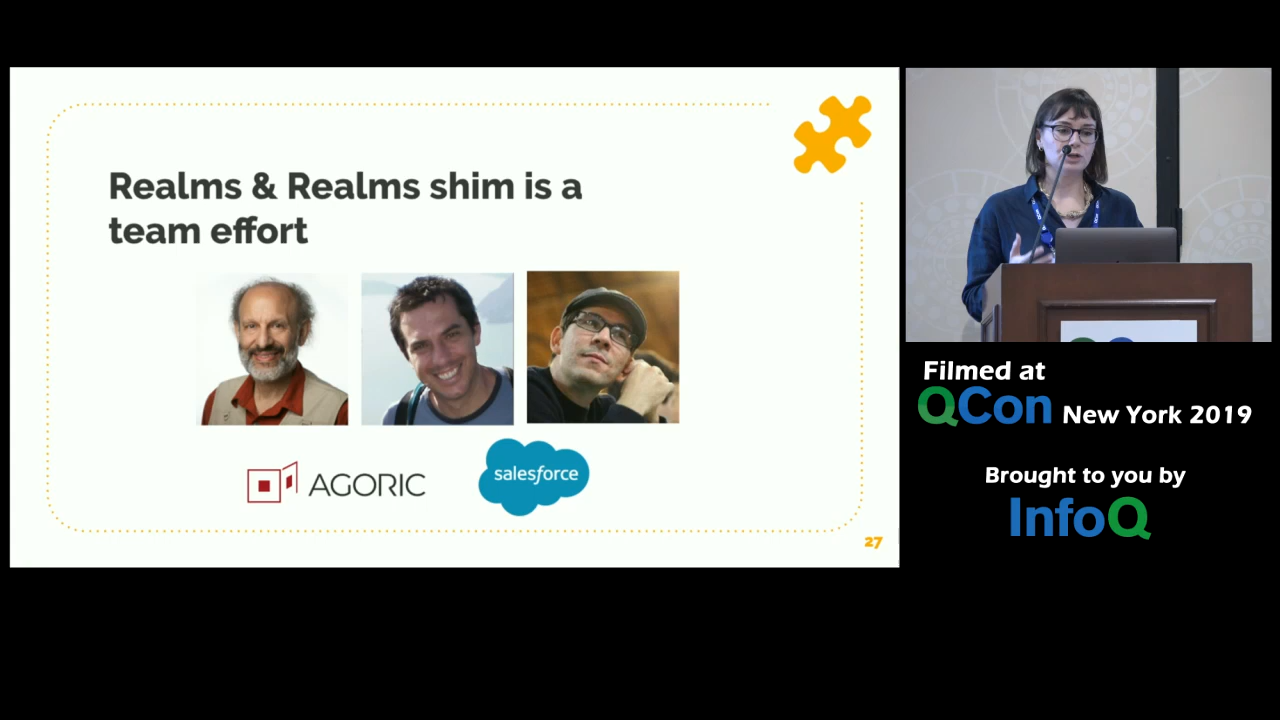 Realms & Realms shim is a
team effort
AGORIC
salesforce
27
Filmed at
QCon New York 2019
Brought to you by
InfoQ